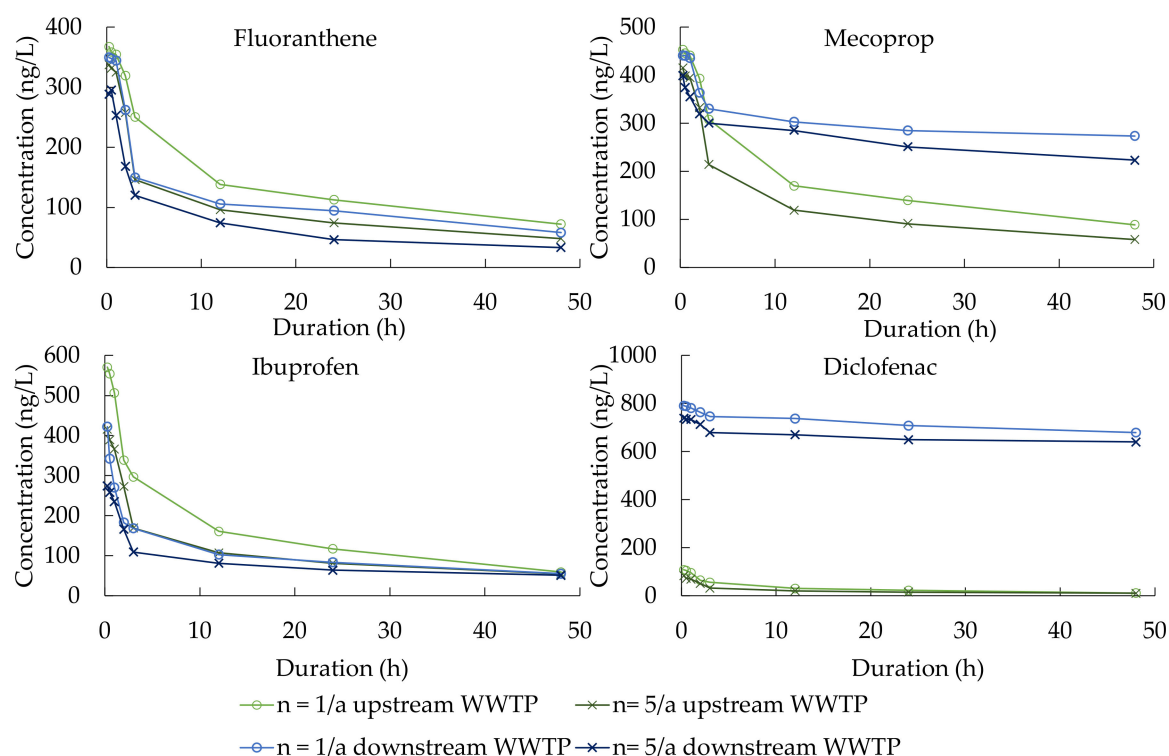 Fluoranthene
Concentration (ng/L)
400
300
200
100
0
0 10 20 30 40 50
Duration (h)
Mecoprop
Concentration (ng/L)
500
400
300
200
100
0
0 10 20 30 40 50
Duration (h)
Ibuprofen
Concentration (ng/L)
600
500
400
300
200
100
0
0 10 20 30 40 50
Duration (h)
Diclofenac
Concentration (ng/L)
1000
800
600
400
200
0
0 10 20 30 40 50
Duration (h)
n = 1/a upstream WWTP n= 5/a upstream WWTP
n = 1/a downstream WWTP n= 5/a downstream WWTP